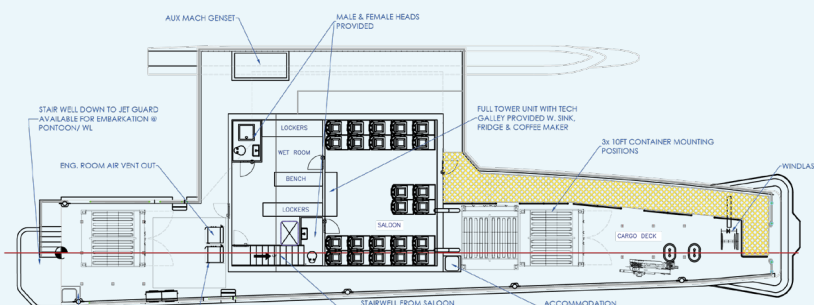 AUX MACH GENSET
MALE & FEMALE HEADS
PROVIDED
STAIR WELL DOWN TO JET GUARD
AVAILABLE FOR EMBARKATION @
PONTOON/ WL
FULL TOWER UNIT WITH TECH
GALLEY PROVIDED W. SINK,
FRIDGE & COFFEE MAKER
LOCKERS
WET ROOM
3x 10FT CONTAINER MOUNTING
POSITIONS
ENG. ROOM AIR VENT OUT
BENCH
WINDLAS
LOCKERS
SALOON
CARGO DECK
STAIRWELL FROM SALOON
ACCOMMODATION